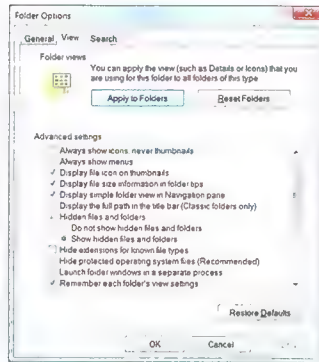 Folder Options
General View Search
Folder views
You can apply the view (such as Details or Icons) that you
are using for this folder to all folders of this type
Apply to Folders Reset Folders
Advanced settings
Always show icons, never thumbnails
Always show menus
Display file icon on thumbnails
Display file size information in folder tips
Display simple folder view in Navigation pane
Display the full path in the title bar (Classic folders only)
Hidden files and folders
Do not show hidden files and folders
Show hidden files and folders
Hide extensions for known file types
Hide protected operating system files (Recommended)
Launch folder windows in a separate process
Remember each folder's view settings
Restore Defaults
OK Cancel